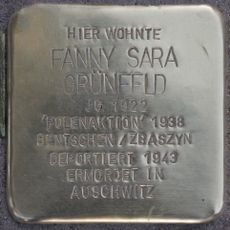 HIER WOHNTE
FANNY SARA
GRÜNFELD
JG. 1922
'POLENAKTION' 1938
BENTSCHEN/ZBASZYN
DEPORTIERT 1943
ERMORDET IN
AUSCHWITZ